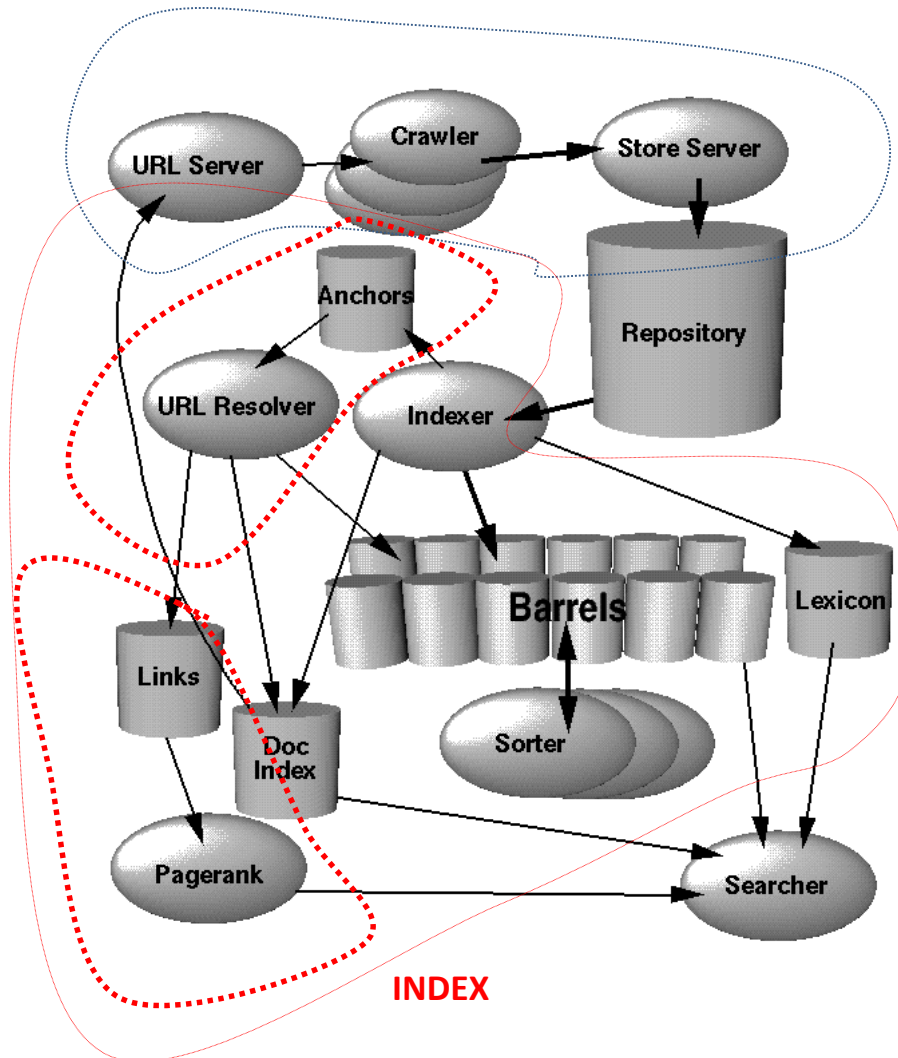 Crawler
URL Server
Store Server
Anchors
Repository
URL Resolver
Indexer
Barrels
Lexicon
Links
Sorter
Doc
Index
Pagerank
Searcher
INDEX